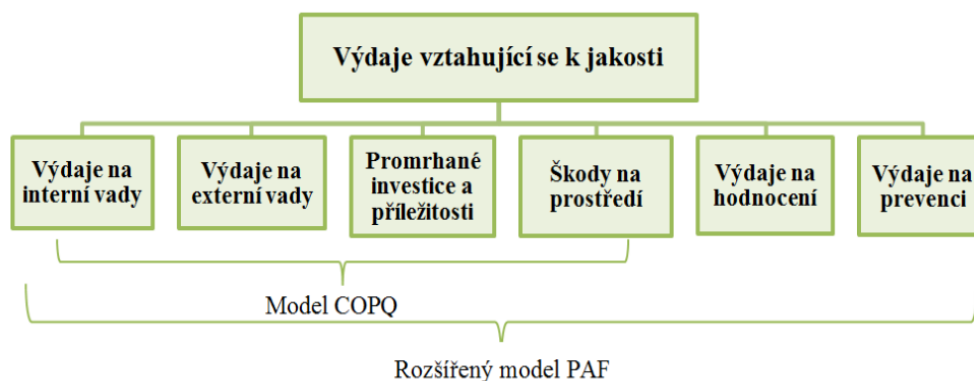 Výdaje vztahující se k jakosti
Výdaje na
interní vady
Výdaje na
externí vady
Promrhané
investice a
příležitosti
Škody na
prostředí
Výdaje na
hodnocení
Výdaje na
prevenci
Model COPQ
Rozšířený model PAF